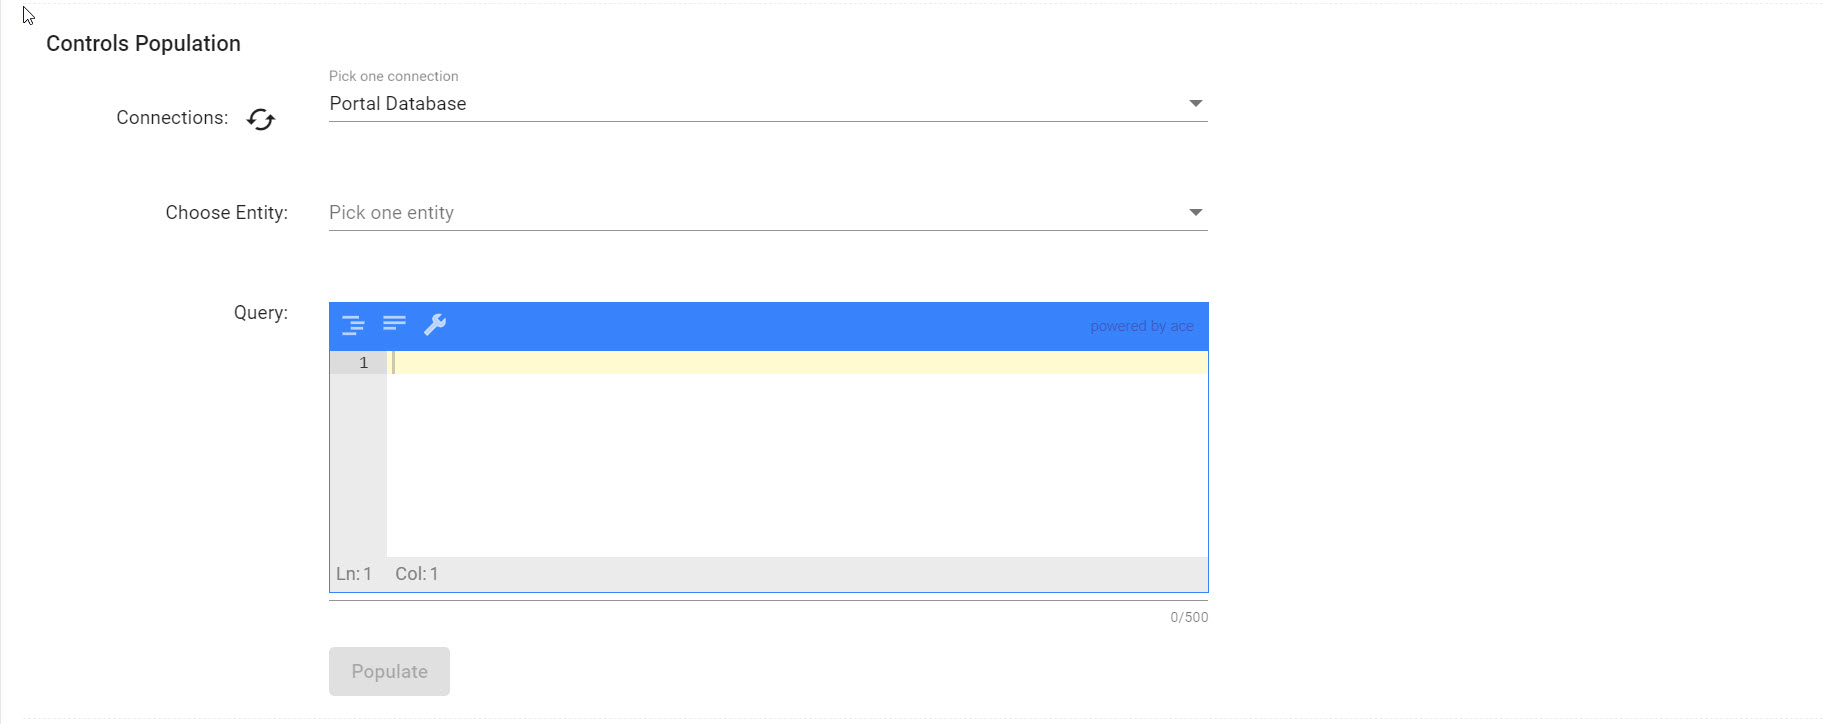 Controls Population
Pick one connection
Connections: Portal Database
Choose Entity: Pick one entity
Query:
powered by ace
1
Ln: 1 Col: 1
0/500
Populate